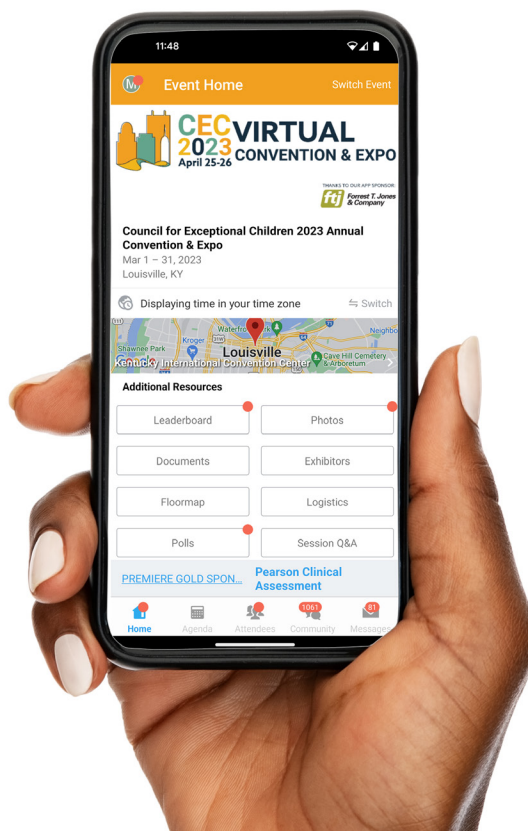 11:48
M
Event Home
Switch Event
CEC VIRTUAL
2023 CONVENTION & EXPO
April 25-26
THANKS TO OUR APP SPONSOR:
ftj Forrest T. Jones
& Company
Council for Exceptional Children 2023 Annual
Convention & Expo
Mar 1 – 31, 2023
Louisville, KY
Displaying time in your time zone
Switch
Waterfro
Neighbo
Shawnee Park
Kroger
31W
Louisville
Cave Hill Cemetery
& Arboretum
Google
Kentucky International Convention Center
Additional Resources
Leaderboard
Photos
Documents
Exhibitors
Floormap
Logistics
Polls
Session Q&A
PREMIERE GOLD SPON...
Pearson Clinical
Assessment
1061
81
Home
Agenda
Attendees
Community
Messages